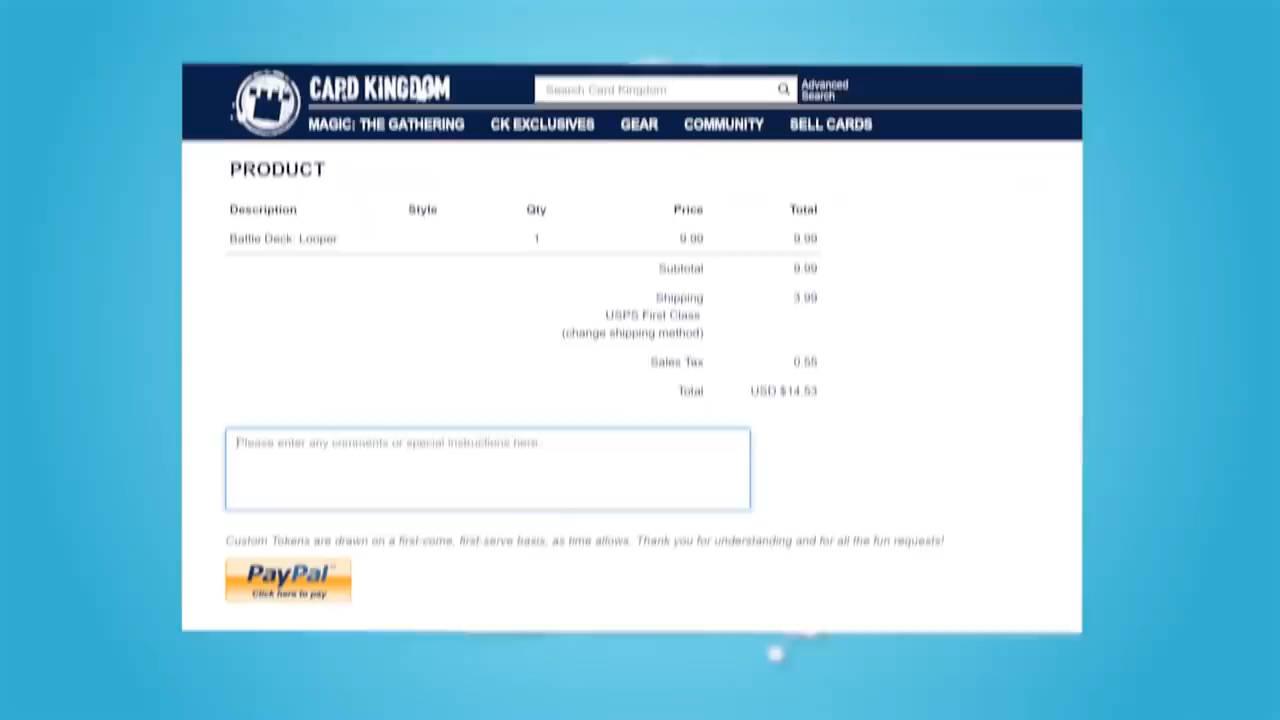 CARD KINGDOM
Search Card Kingdom
Advanced
Search
MAGIC: THE GATHERING CK EXCLUSIVES GEAR COMMUNITY SELL CARDS
PRODUCT
Description Style Qty Price Total
Battle Deck: Looper 1 9.99 9.99
Subtotal 9.99
Shipping 3.99
USPS First Class
(change shipping method)
Sales Tax 0.55
Total USD $14.53
Please enter any comments or special instructions here.
Custom Tokens are drawn on a first-come, first-serve basis, as time allows. Thank you for understanding and for all the fun requests!
PayPal
Click here to pay